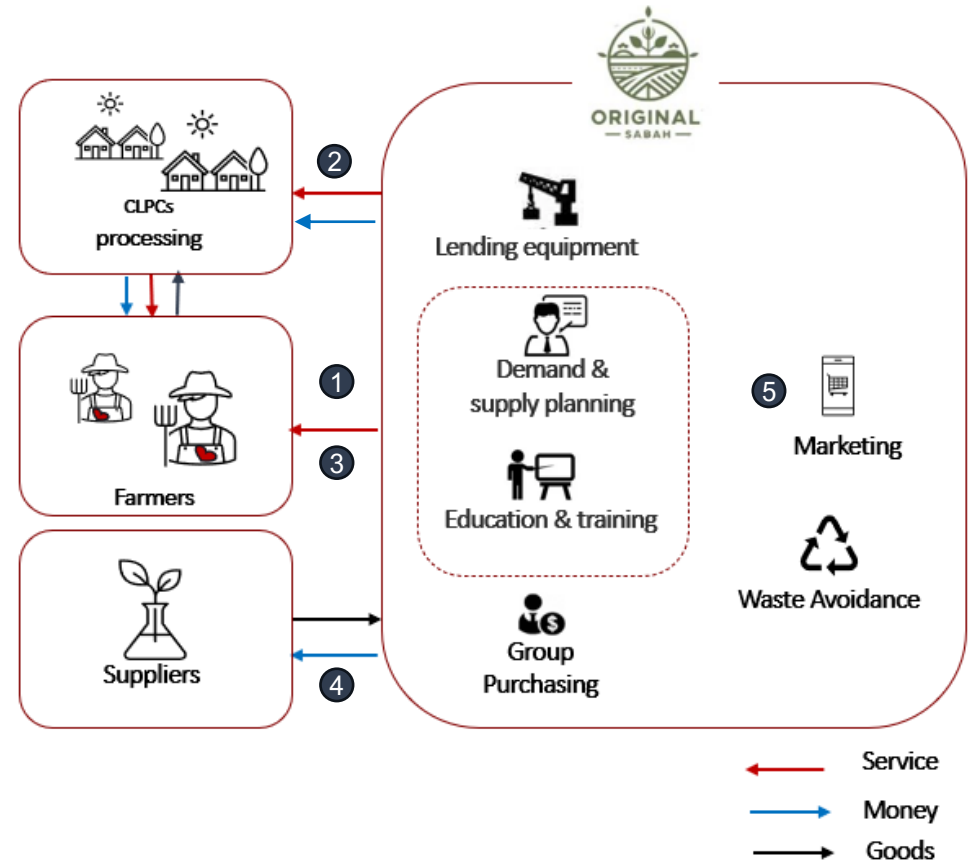 ORIGINAL
SABAH
2
CLPCs
processing
Lending equipment
1
Demand &
supply planning
5
Marketing
3
Farmers
Education & training
Waste Avoidance
Suppliers
$
Group
Purchasing
4
Service
Money
Goods